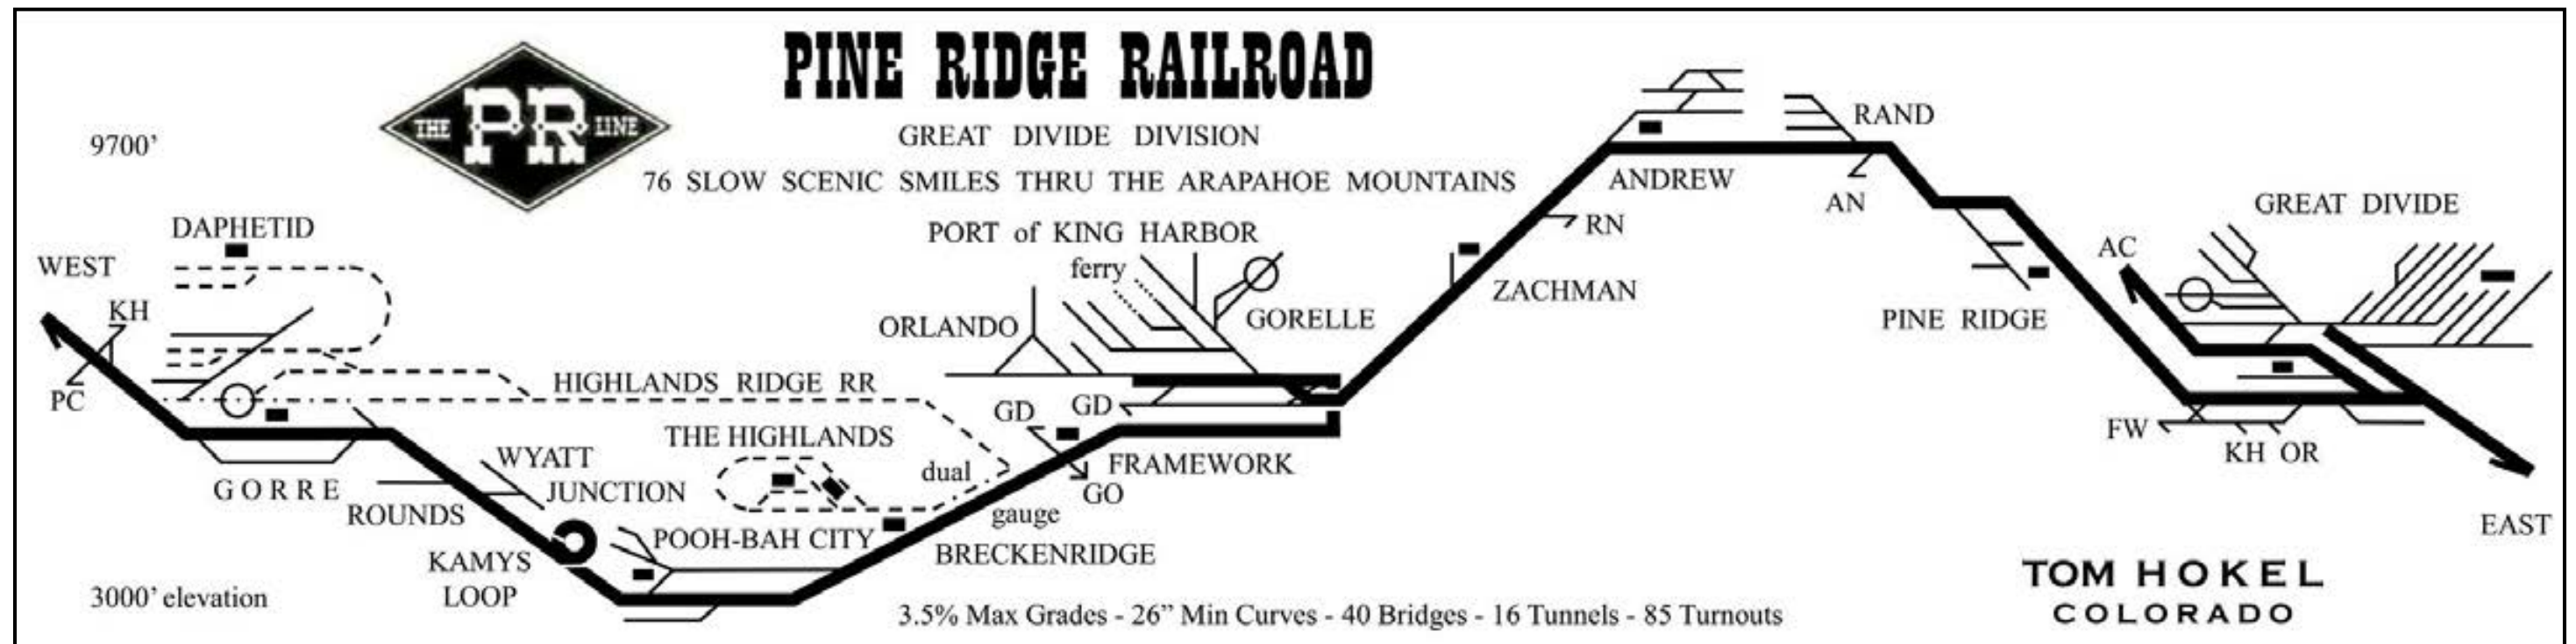 PINE RIDGE RAILROAD
THE PR LINE
GREAT DIVIDE DIVISION
9700’
76 SLOW SCENIC SMILES THRU THE ARAPAHOE MOUNTAINS
RAND
ANDREW
AN
GREAT DIVIDE
DAPHETID
PORT of KING HARBOR
RN
WEST
ferry
AC
KH
ZACHMAN
ORLANDO
GORELLE
PINE RIDGE
PC
HIGHLANDS RIDGE RR
GD
GD
FW
THE HIGHLANDS
KH OR
WYATT
JUNCTION
dual
FRAMEWORK
GORRE
GO
ROUNDS
gauge
EAST
POOH-BAH CITY
BRECKENRIDGE
KAMYS
LOOP
TOM HOKEL
COLORADO
3000’ elevation
3.5% Max Grades - 26” Min Curves - 40 Bridges - 16 Tunnels - 85 Turnouts